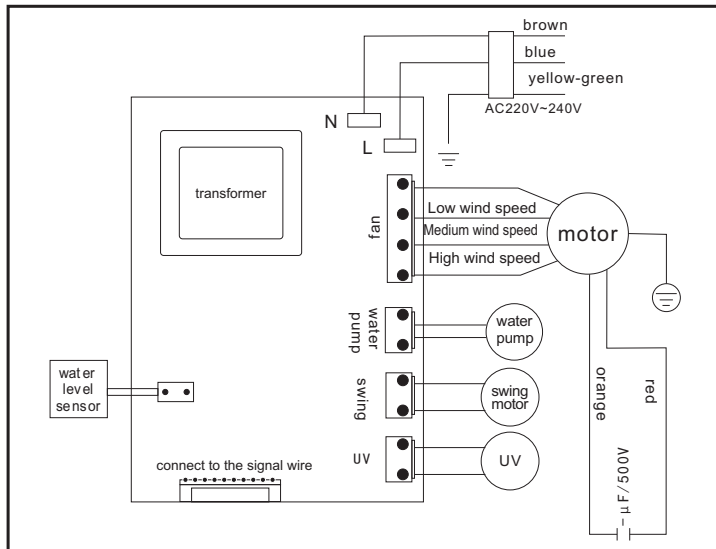 brown
blue
yellow-green
AC220V~240V
N
L
transformer
fan
Low wind speed
Medium wind speed
High wind speed
motor
water
pump
water
pump
swing
swing
motor
UV
UV
water
level
sensor
connect to the signal wire
orange
red
-μF/500V